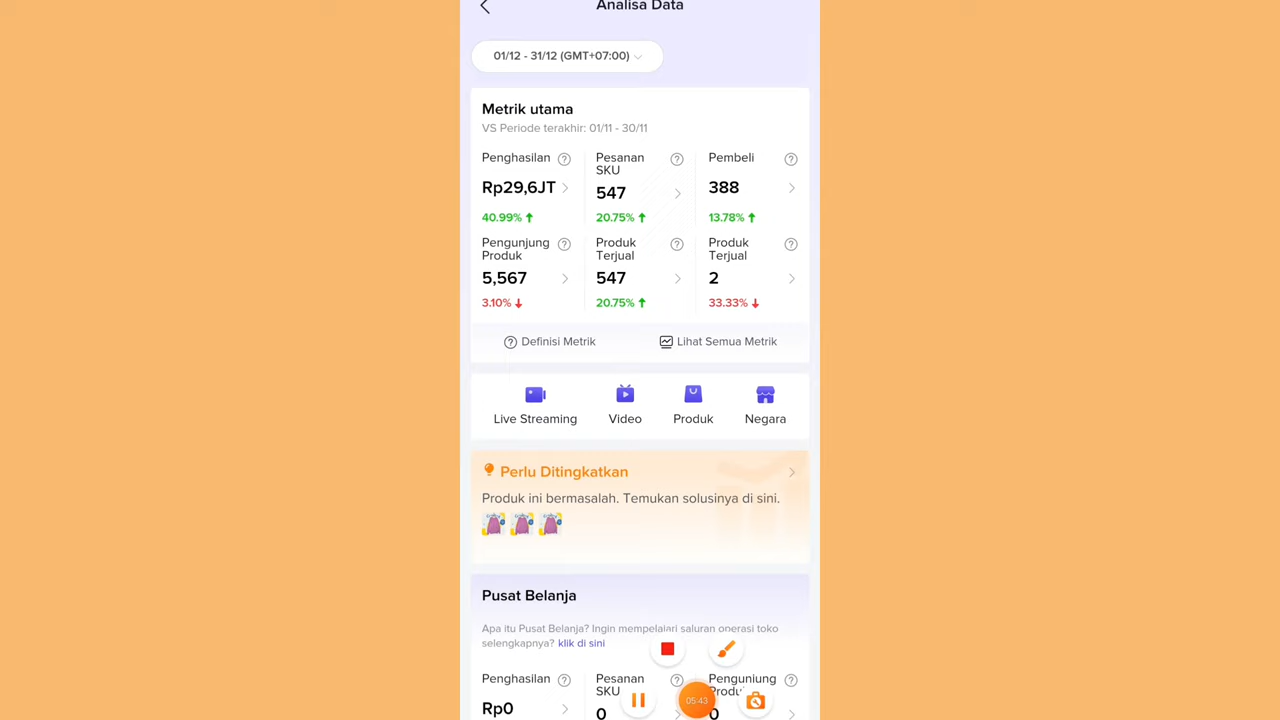 Analisa Data
01/12 - 31/12 (GMT+07:00)
Metrik utama
VS Periode terakhir: 01/11 - 30/11
Penghasilan
Rp29,6JT
40.99%
Pesanan
SKU
547
20.75%
Pembeli
388
13.78%
Pengunjung
Produk
5,567
3.10%
Produk
Terjual
547
20.75%
Produk
Terjual
2
33.33%
Definisi Metrik
Lihat Semua Metrik
Live Streaming
Video
Produk
Negara
Perlu Ditingkatkan
Produk ini bermasalah. Temukan solusinya di sini.
Pusat Belanja
Apa itu Pusat Belanja? Ingin mempelajari saluran operasi toko
selengkapnya? klik di sini
Penghasilan
Rp0
Pesanan
SKU
0
Pengunjung
Produk
0
05:43